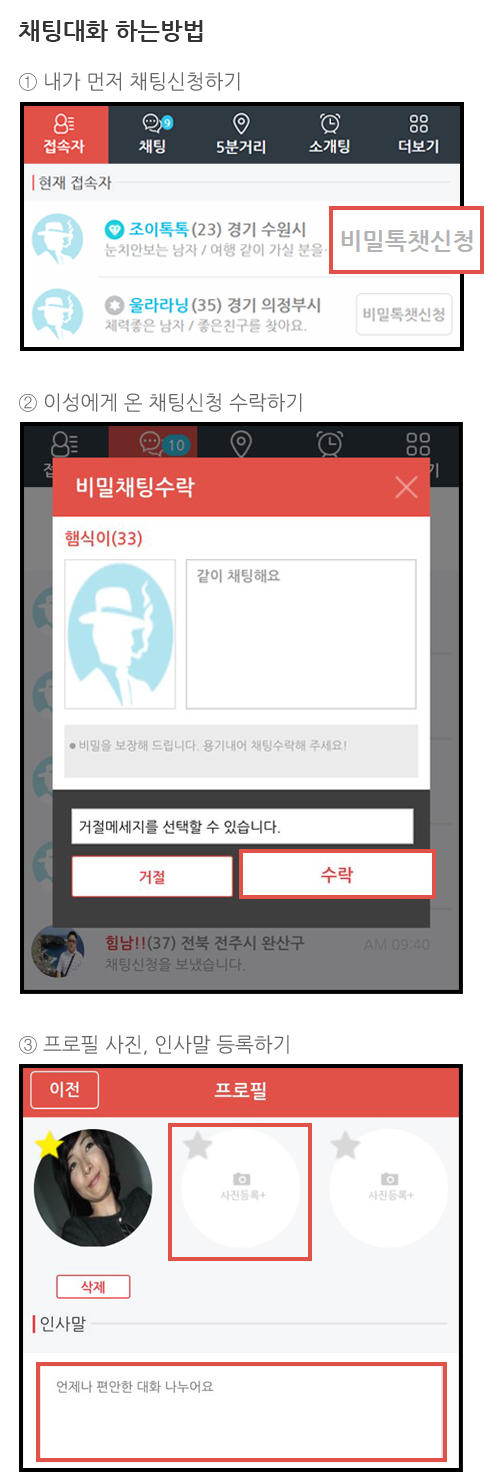 채팅대화 하는방법
① 내가 먼저 채팅신청하기
접속자 채팅 9 5분거리 소개팅 더보기
현재 접속자
조이톡톡(23) 경기 수원시
눈치안보는 남자 / 여행 같이 가실 분을·
비밀톡챗신청
울라라닝(35) 경기 의정부시
체력좋은 남자 / 좋은친구를 찾아요.
비밀톡챗신청
② 이성에게 온 채팅신청 수락하기
10
비밀채팅수락
햄식이(33)
같이 채팅해요
● 비밀을 보장해 드립니다. 용기내어 채팅수락해 주세요!
거절메세지를 선택할 수 있습니다.
거절 수락
힘남!!(37) 전북 전주시 완산구 AM 09:40
채팅신청을 보냈습니다.
③ 프로필 사진, 인사말 등록하기
이전 프로필
사진등록+ 사진등록+
삭제
인사말
언제나 편안한 대화 나누어요